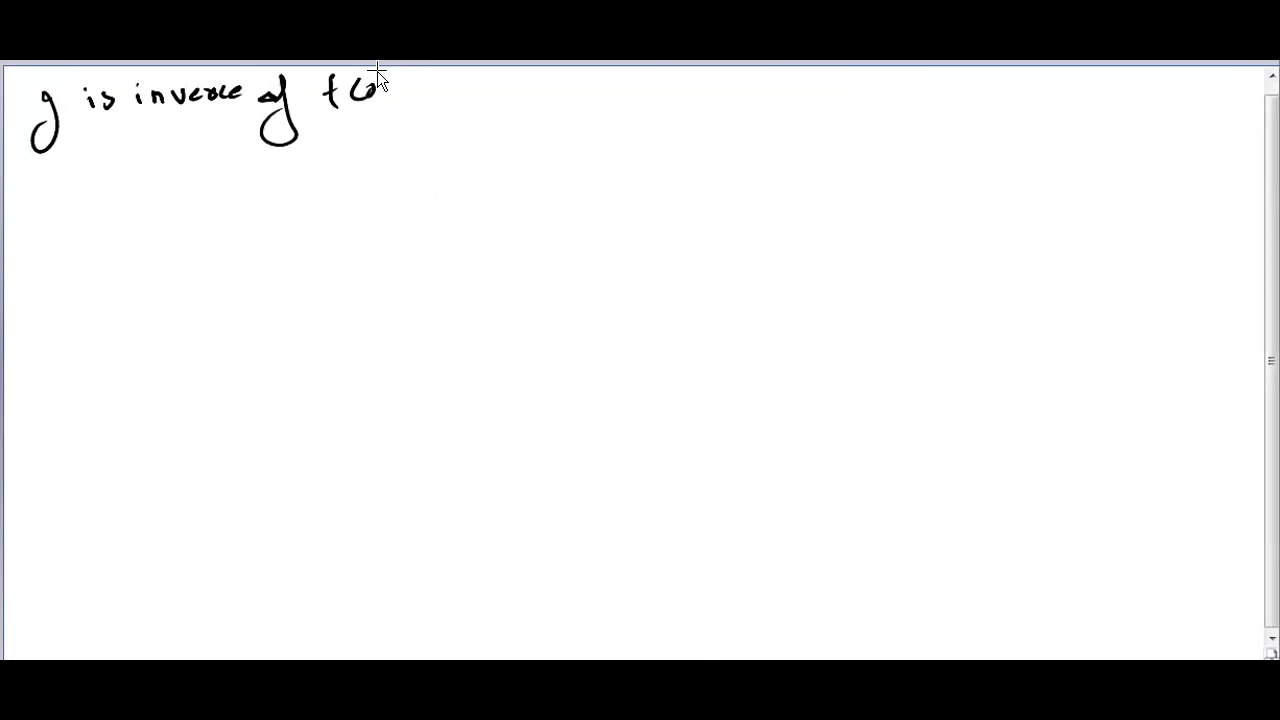 g is inverse of f(